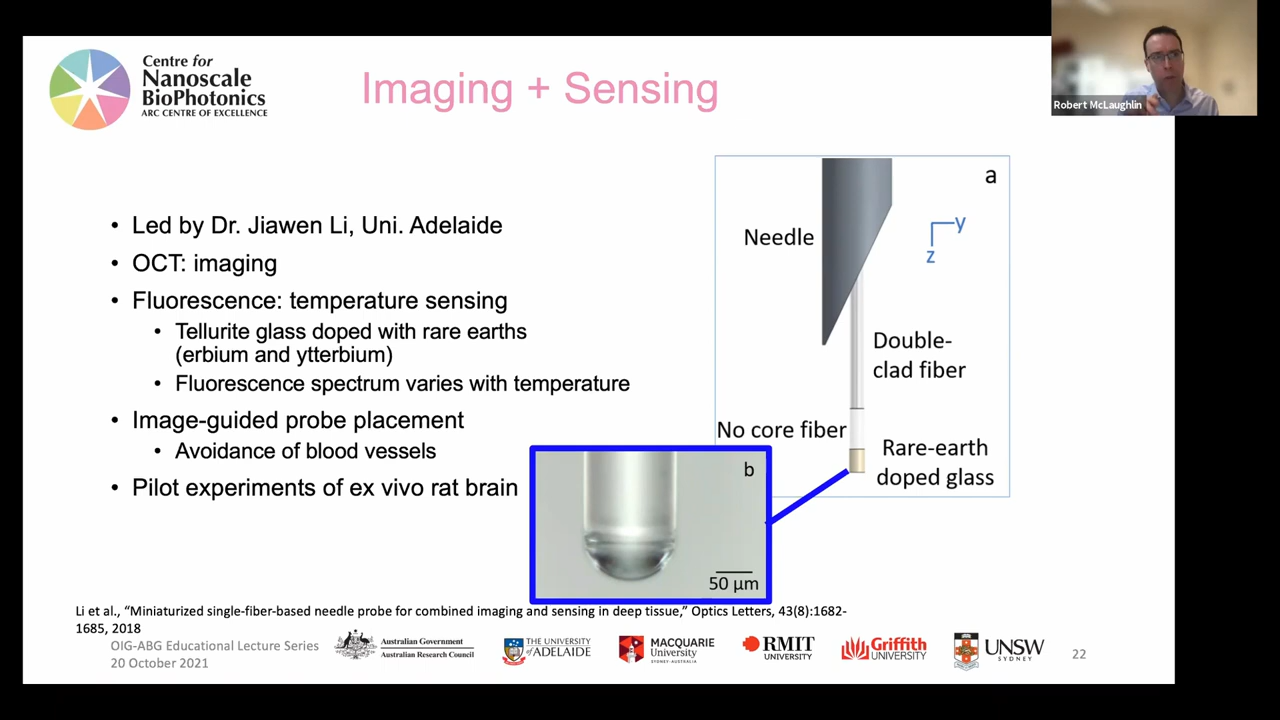 Centre for
Nanoscale
BioPhotonics
ARC CENTRE OF EXCELLENCE
Imaging + Sensing
Robert McLaughlin
• Led by Dr. Jiawen Li, Uni. Adelaide
• OCT: imaging
• Fluorescence: temperature sensing
• Tellurite glass doped with rare earths
(erbium and ytterbium)
• Fluorescence spectrum varies with temperature
• Image-guided probe placement
• Avoidance of blood vessels
• Pilot experiments of ex vivo rat brain
a
Needle
y
z
Double-
clad fiber
No core fiber
Rare-earth
doped glass
b
50 µm
Li et al., “Miniaturized single-fiber-based needle probe for combined imaging and sensing in deep tissue,” Optics Letters, 43(8):1682-
1685, 2018
OIG-ABG Educational Lecture Series
20 October 2021
Australian Government
Australian Research Council
THE UNIVERSITY
of ADELAIDE
MACQUARIE
University
SYDNEY·AUSTRALIA
RMIT
UNIVERSITY
Griffith
UNIVERSITY
UNSW
SYDNEY
22